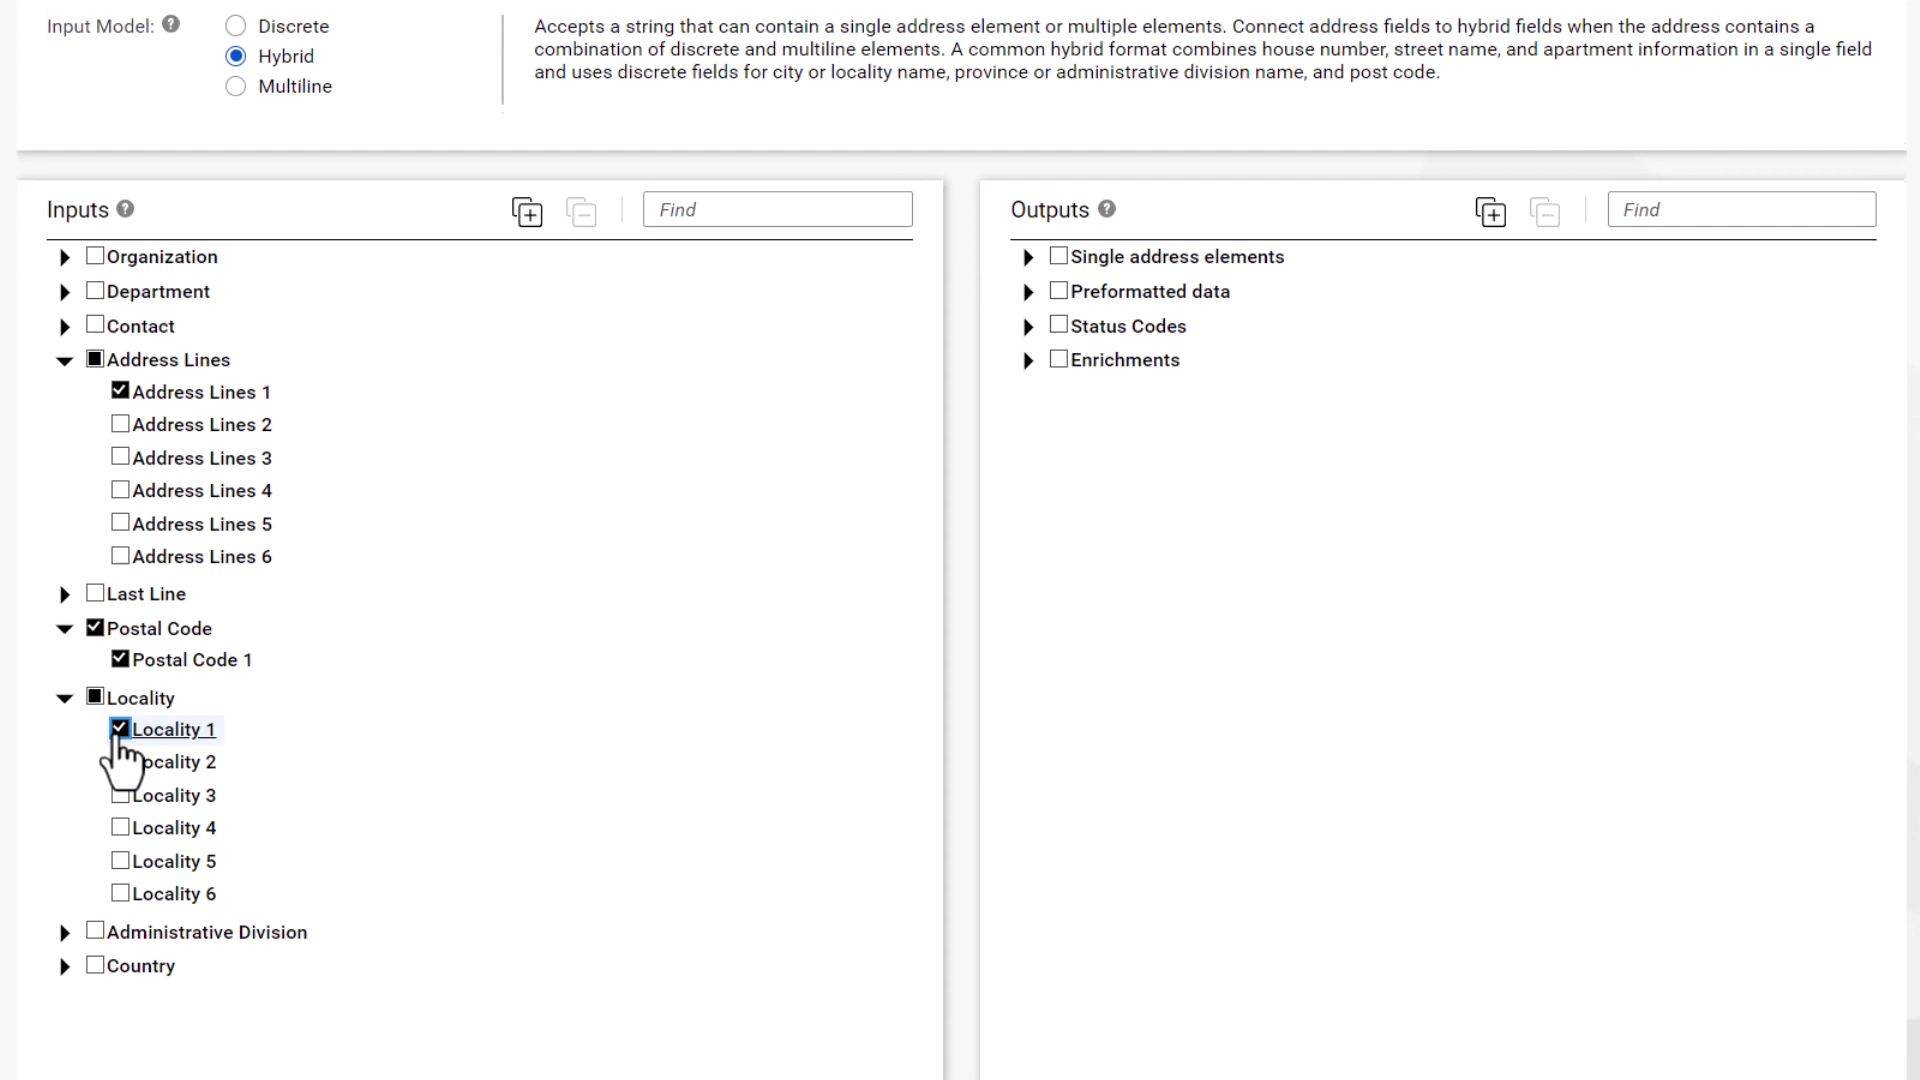 Input Model:
Discrete
Hybrid
Multiline
Accepts a string that can contain a single address element or multiple elements. Connect address fields to hybrid fields when the address contains a
combination of discrete and multiline elements. A common hybrid format combines house number, street name, and apartment information in a single field
and uses discrete fields for city or locality name, province or administrative division name, and post code.
Inputs
Find
Organization
Department
Contact
Address Lines
Address Lines 1
Address Lines 2
Address Lines 3
Address Lines 4
Address Lines 5
Address Lines 6
Last Line
Postal Code
Postal Code 1
Locality
Locality 1
ocality 2
Locality 3
Locality 4
Locality 5
Locality 6
Administrative Division
Country
Outputs
Find
Single address elements
Preformatted data
Status Codes
Enrichments